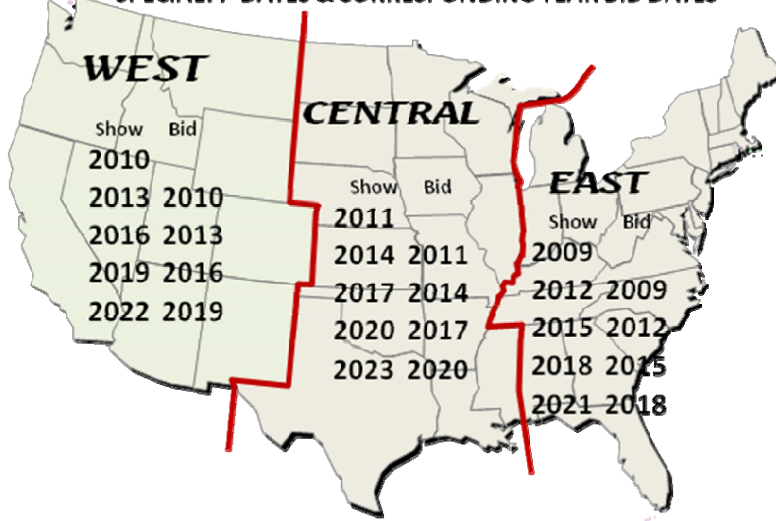 WEST
Show Bid
2010
2013 2010
2016 2013
2019 2016
2022 2019
CENTRAL
Show Bid
2011
2014 2011
2017 2014
2020 2017
2023 2020
EAST
Show Bid
2009
2012 2009
2015 2012
2018 2015
2021 2018